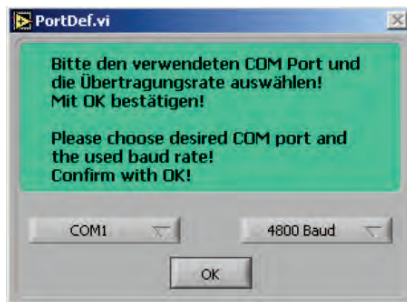 PortDef.vi
Bitte den verwendeten COM Port und
die Übertragungsrate auswählen!
Mit OK bestätigen!
Please choose desired COM port and
the used baud rate!
Confirm with OK!
COM1
4800 Baud
OK